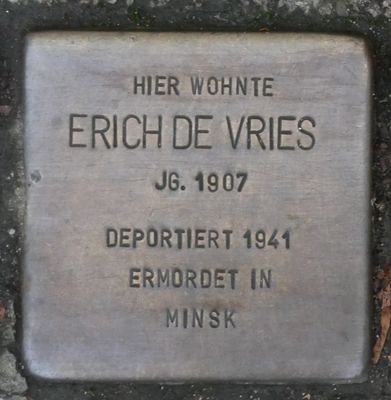 HIER WOHNTE
ERICH DE VRIES
JG. 1907
DEPORTIERT 1941
ERMORDET IN
MINSK